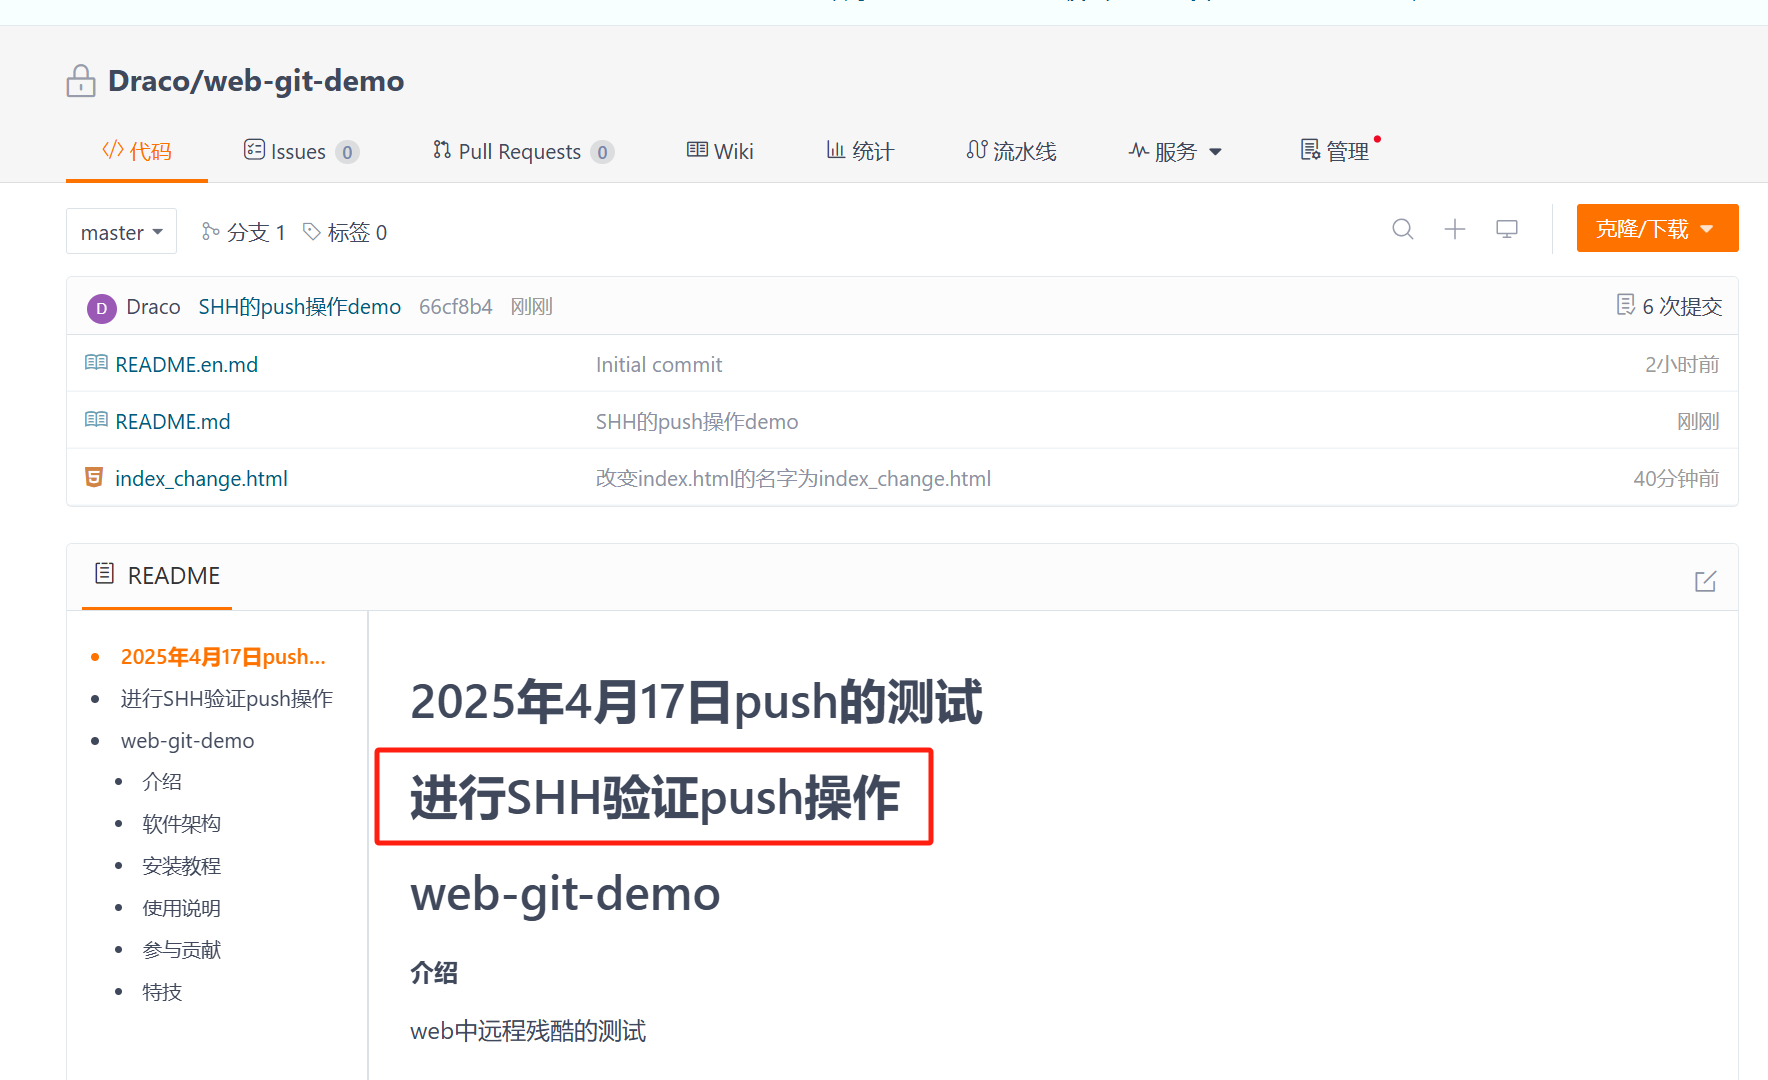 Draco/web-git-demo
代码
Issues 0
Pull Requests 0
Wiki
统计
流水线
服务
管理
master
分支 1
标签 0
克隆/下载
D Draco SHH的push操作demo 66cf8b4 刚刚
6 次提交
README.en.md Initial commit 2小时前
README.md SHH的push操作demo 刚刚
index_change.html 改变index.html的名字为index_change.html 40分钟前
README
2025年4月17日push...
进行SHH验证push操作
web-git-demo
介绍
软件架构
安装教程
使用说明
参与贡献
特技
2025年4月17日push的测试
进行SHH验证push操作
web-git-demo
介绍
web中远程残酷的测试